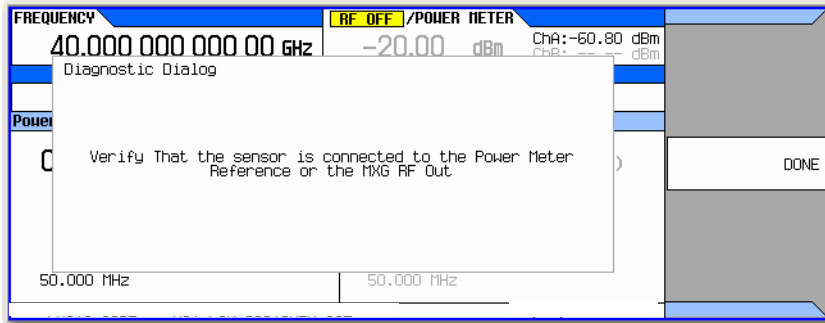 FREQUENCY
RF OFF /POWER METER
40.000 000 000 00 GHz
-20.00 dBm
ChA:-60.80 dBm
ChB: -- -- dBm
Diagnostic Dialog
Verify That the sensor is connected to the Power Meter
Reference or the MXG RF Out
DONE
50.000 MHz
50.000 MHz